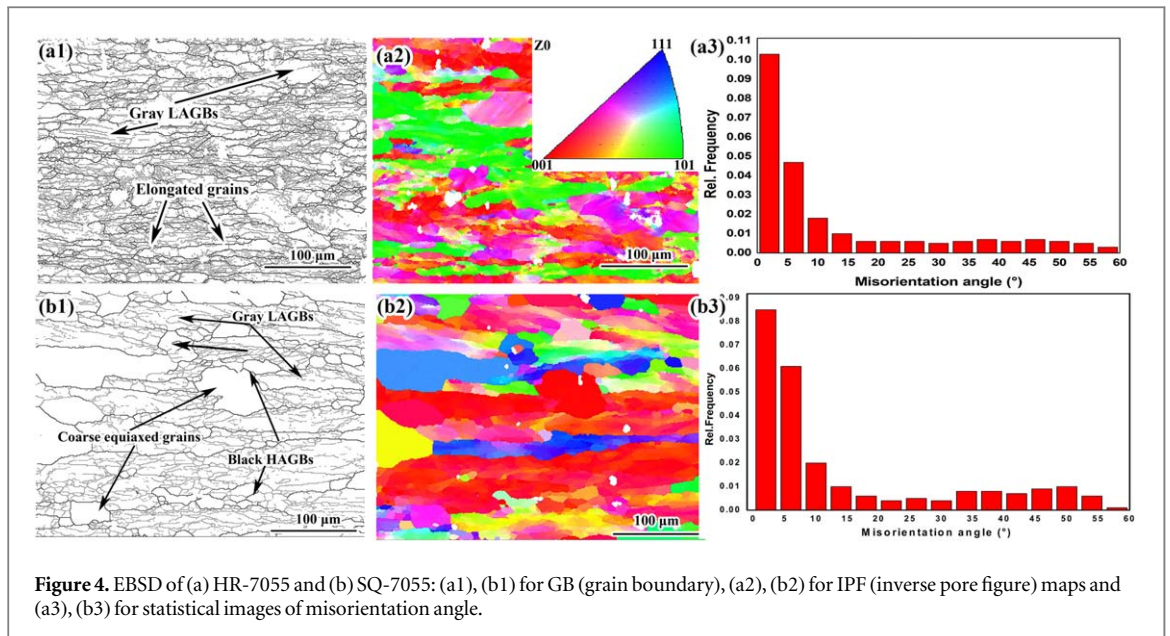 (a1)
Gray LAGBs
Elongated grains
100 μm
(a2)
Z0
111
001
101
100 μm
(a3)
Rel. Frequency
0.11
0.10
0.09
0.08
0.07
0.06
0.05
0.04
0.03
0.02
0.01
0.00
0 5 10 15 20 25 30 35 40 45 50 55 60
Misorientation angle (°)
(b1)
Gray LAGBs
Coarse equiaxed grains
Black HAGBs
100 μm
(b2)
100 μm
(b3)
Rel.Frequency
0.09
0.08
0.07
0.06
0.05
0.04
0.03
0.02
0.01
0.00
0 5 10 15 20 25 30 35 40 45 50 55 60
Misorientation angle (°)
Figure 4. EBSD of (a) HR-7055 and (b) SQ-7055: (a1), (b1) for GB (grain boundary), (a2), (b2) for IPF (inverse pore figure) maps and
(a3), (b3) for statistical images of misorientation angle.